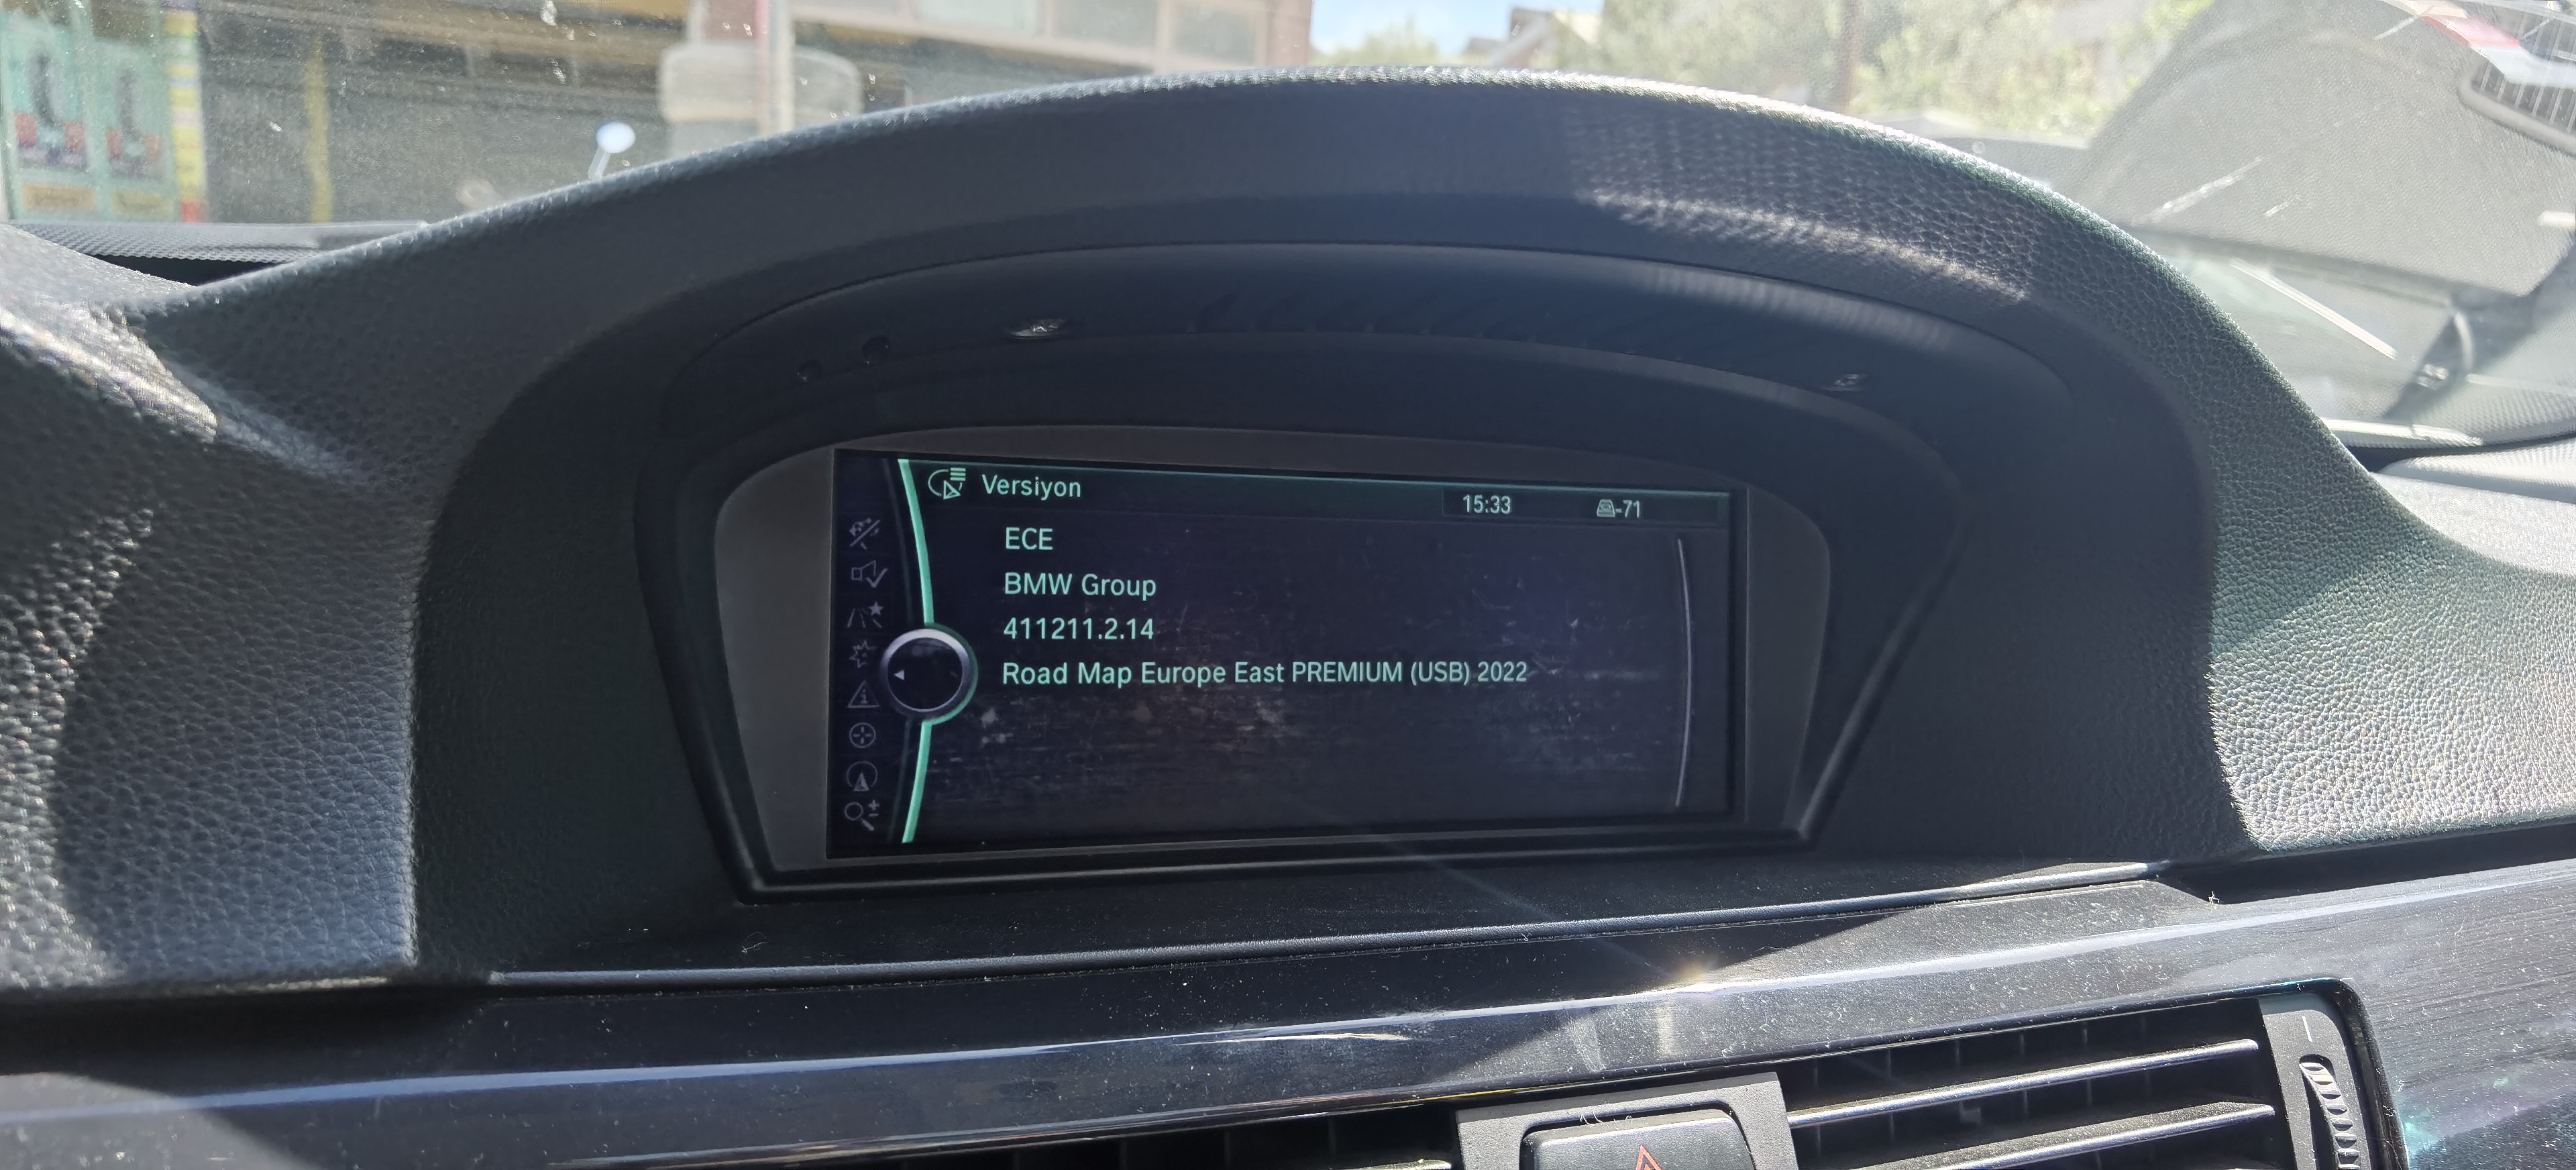 Versiyon
15:33
-71
ECE
BMW Group
411211.2.14
Road Map Europe East PREMIUM (USB) 2022